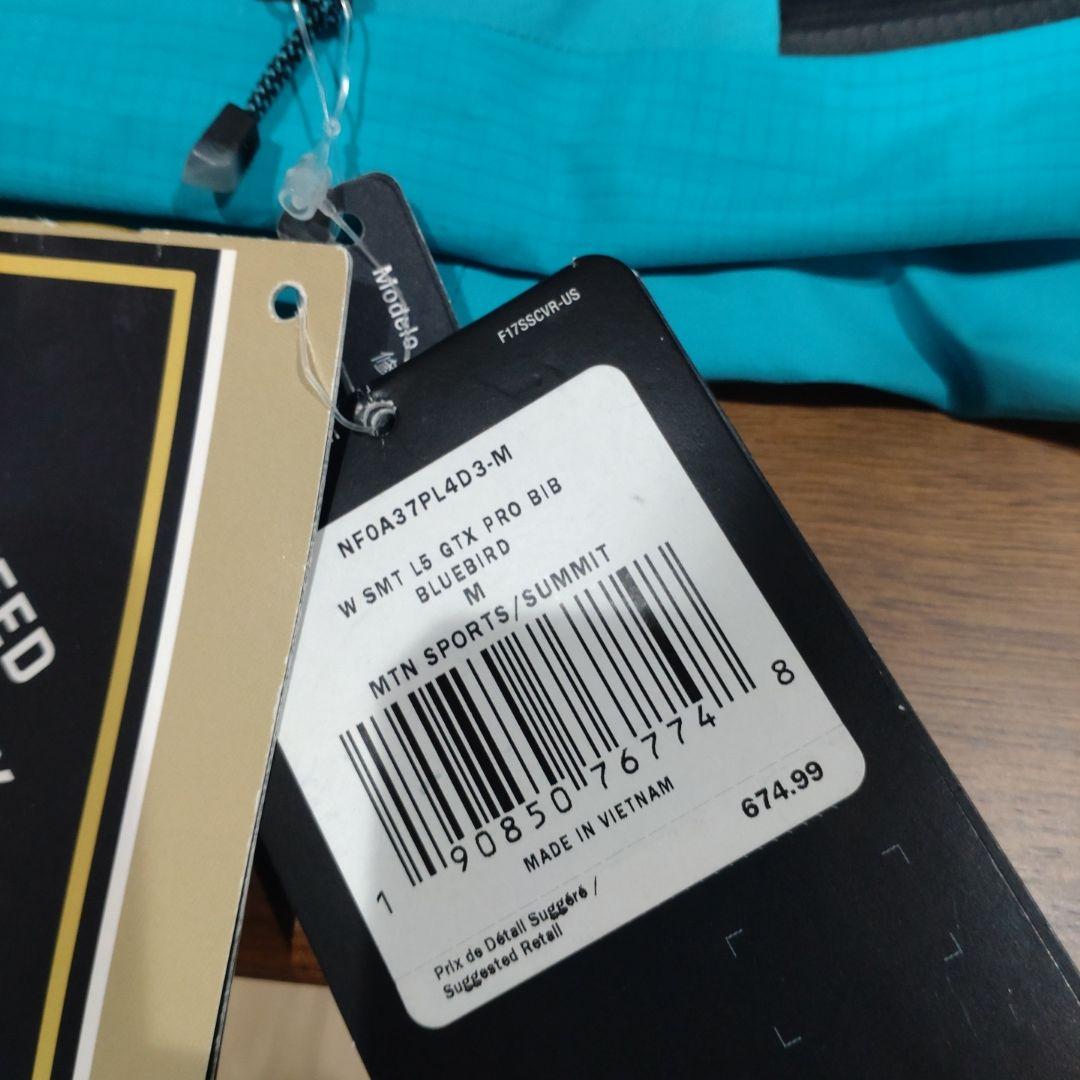 Modelo
F17SSCVR-US
NF0A37PL4D3-M
W SMT L5 GTX PRO BIB
BLUEBIRD
M
MTN SPORTS/SUMMIT
1 90850 76774 8
MADE IN VIETNAM
674.99
Prix de Détail Suggéré /
Suggested Retail